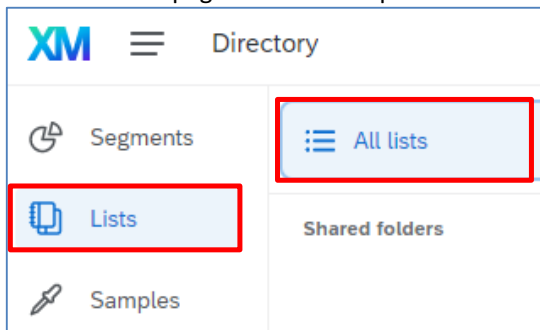 XM Directory
Segments
All lists
Lists
Shared folders
Samples